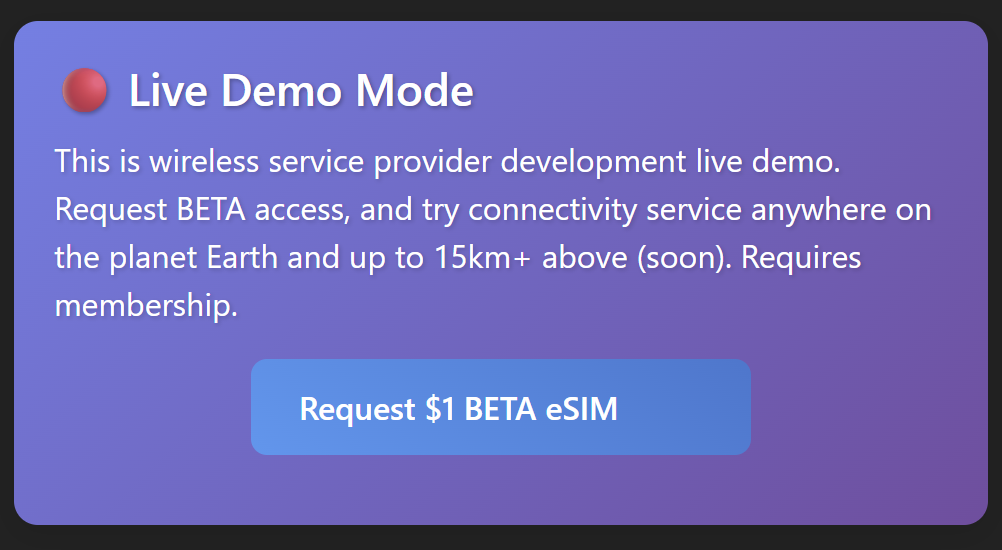 Live Demo Mode
This is wireless service provider development live demo.
Request BETA access, and try connectivity service anywhere on
the planet Earth and up to 15km+ above (soon). Requires
membership.
Request $1 BETA eSIM